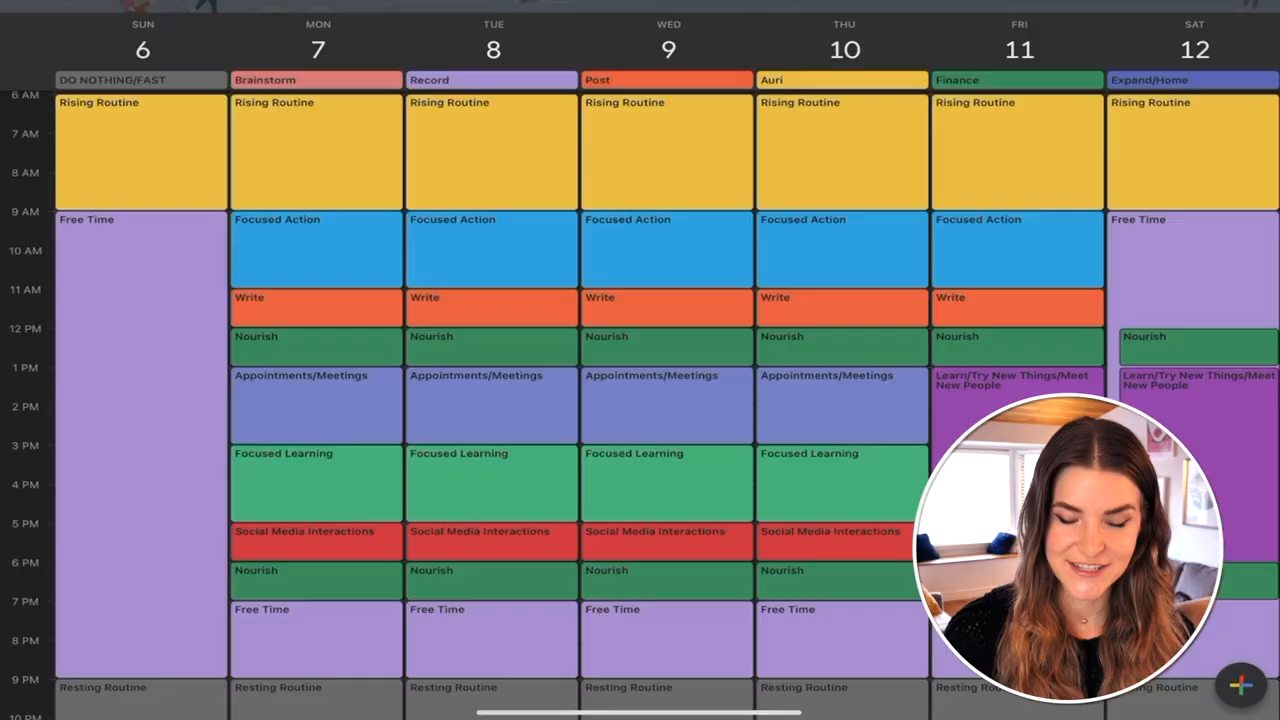 SUN MON TUE WED THU FRI SAT
6 7 8 9 10 11 12
DO NOTHING/FAST Brainstorm Record Post Auri Finance Expand/Home
6 AM
Rising Routine Rising Routine Rising Routine Rising Routine Rising Routine Rising Routine Rising Routine
7 AM
8 AM
9 AM
Free Time Focused Action Focused Action Focused Action Focused Action Focused Action Free Time
10 AM
11 AM
Write Write Write Write Write
12 PM
Nourish Nourish Nourish Nourish Nourish Nourish
1 PM
Appointments/Meetings Appointments/Meetings Appointments/Meetings Appointments/Meetings Learn/Try New Things/Meet Learn/Try New Things/Meet
New People New People
2 PM
3 PM
Focused Learning Focused Learning Focused Learning Focused Learning
4 PM
5 PM
Social Media Interactions Social Media Interactions Social Media Interactions Social Media Interactions
6 PM
Nourish Nourish Nourish Nourish
7 PM
Free Time Free Time Free Time Free Time
8 PM
9 PM
Resting Routine Resting Routine Resting Routine Resting Routine Resting Routine Resting Routine
10 PM